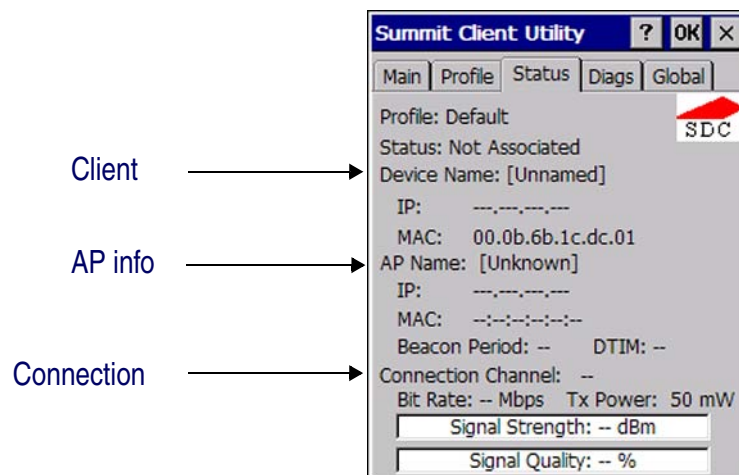 Summit Client Utility ? OK ×
Main Profile Status Diags Global
Profile: Default
SDC
Status: Not Associated
Client
Device Name: [Unnamed]
IP: ---.---.---.---
MAC: 00.0b.6b.1c.dc.01
AP info
AP Name: [Unknown]
IP: ---.---.---.---
MAC: --:--:--:--:--:--
Beacon Period: -- DTIM: --
Connection
Connection Channel: --
Bit Rate: -- Mbps Tx Power: 50 mW
Signal Strength: -- dBm
Signal Quality: -- %